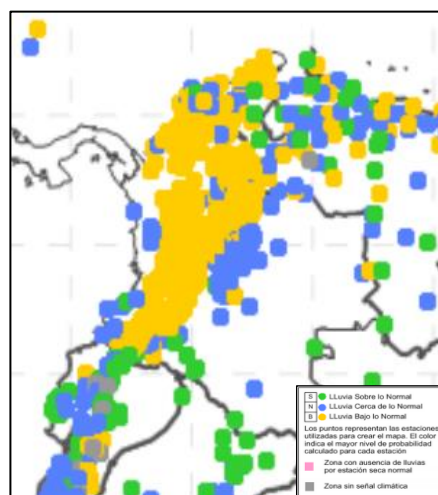 S LLuvia Sobre lo Normal
N LLuvia Cerca de lo Normal
B LLuvia Bajo lo Normal
Los puntos representan las estaciones
utilizadas para crear el mapa. El color
indica el mayor nivel de probabilidad
calculado para cada estación
Zona con ausencia de lluvias
por estación seca normal
Zona sin señal climática